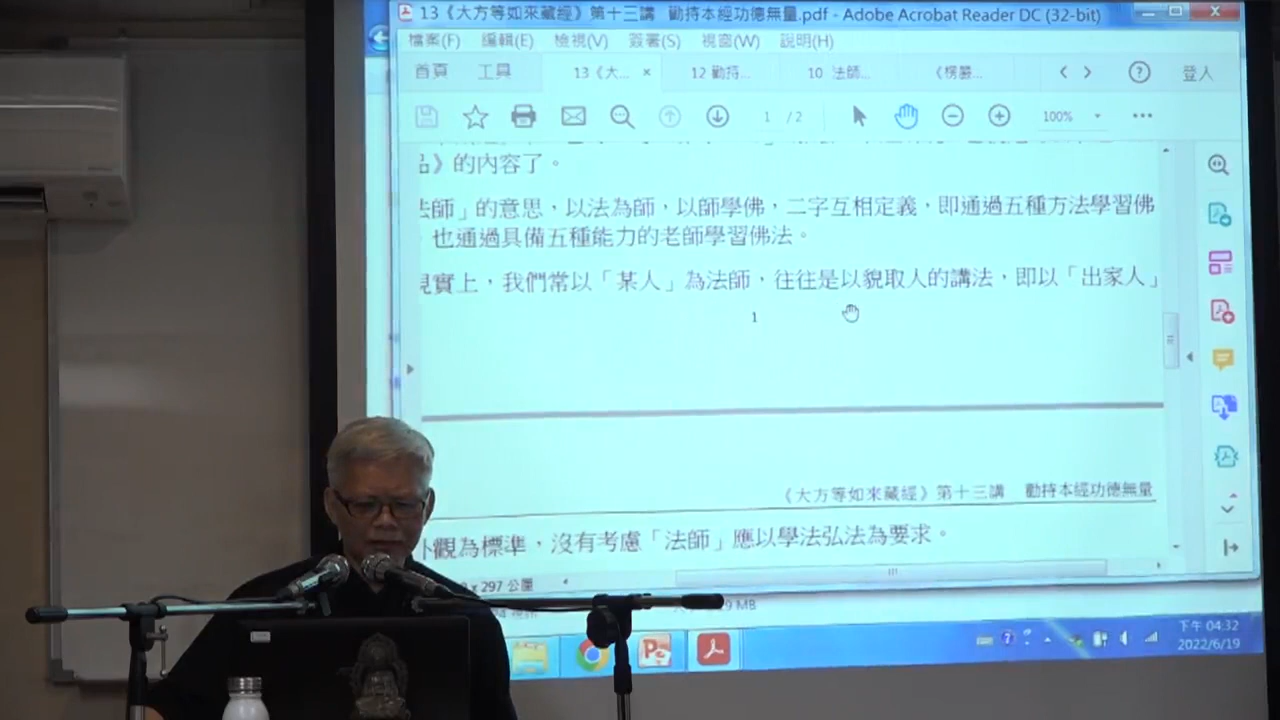 13《大方等如來藏經》第十三講 勸持本經功德無量.pdf - Adobe Acrobat Reader DC (32-bit)
檔案(F) 編輯(E) 檢視(V) 簽署(S) 視窗(W) 說明(H)
首頁 工具 13《大... × 12 勸持... 10 法師... 《楞嚴... ? 登入
1 / 2 100%
》的內容了。
師」的意思，以法為師，以師學佛，二字互相定義，即通過五種方法學習佛
也通過具備五種能力的老師學習佛法。
實上，我們常以「某人」為法師，往往是以貌取人的講法，即以「出家人」
1
《大方等如來藏經》第十三講 勸持本經功德無量
觀為標準，沒有考慮「法師」應以學法弘法為要求。
x 297 公厘
MB
下午 04:32
2022/6/19